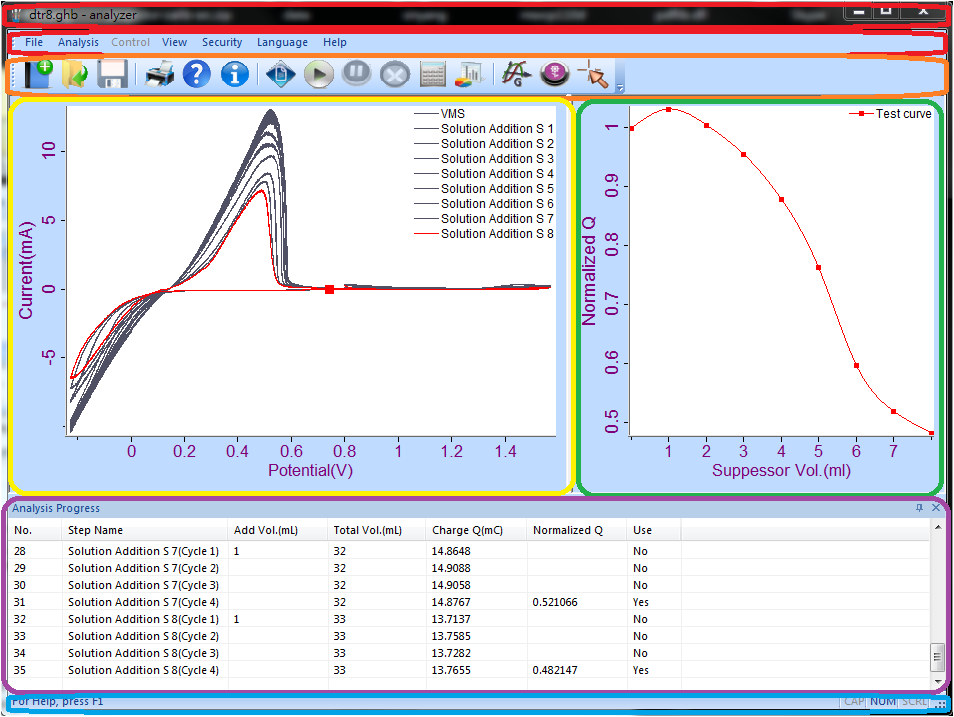 dtr8.ghb - analyzer
File Analysis Control View Security Language Help
VMS
Solution Addition S 1
Solution Addition S 2
Solution Addition S 3
Solution Addition S 4
Solution Addition S 5
Solution Addition S 6
Solution Addition S 7
Solution Addition S 8
Current(mA)
10
5
0
-5
0 0.2 0.4 0.6 0.8 1 1.2 1.4
Potential(V)
Test curve
Normalized Q
1
0.9
0.8
0.7
0.6
0.5
1 2 3 4 5 6 7
Suppessor Vol.(ml)
Analysis Progress
No. Step Name Add Vol.(mL) Total Vol.(mL) Charge Q(mC) Normalized Q Use
28 Solution Addition S 7(Cycle 1) 1 32 14.8648 No
29 Solution Addition S 7(Cycle 2) 32 14.9088 No
30 Solution Addition S 7(Cycle 3) 32 14.9058 No
31 Solution Addition S 7(Cycle 4) 32 14.8767 0.521066 Yes
32 Solution Addition S 8(Cycle 1) 1 33 13.7137 No
33 Solution Addition S 8(Cycle 2) 33 13.7585 No
34 Solution Addition S 8(Cycle 3) 33 13.7282 No
35 Solution Addition S 8(Cycle 4) 33 13.7655 0.482147 Yes
For Help, press F1
CAP NUM SCRL